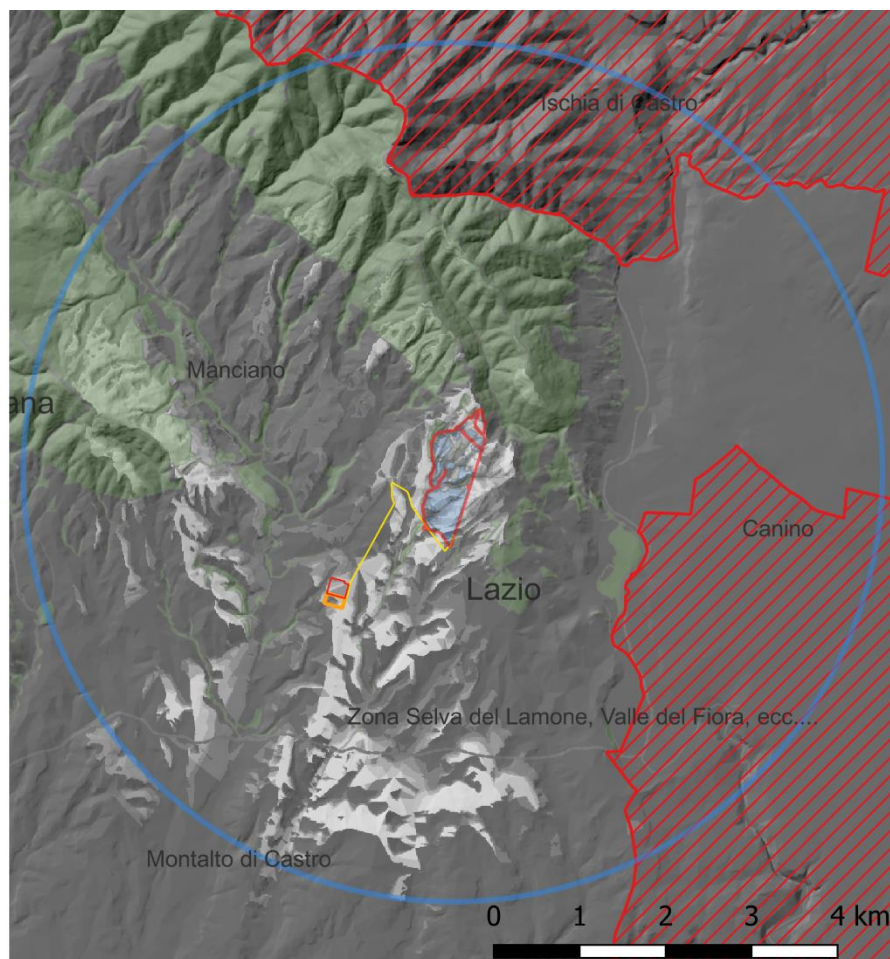 Ischia di Castro
Manciano
ana
Canino
Lazio
Zona Selva del Lamone, Valle del Fiora, ecc....
Montalto di Castro
0 1 2 3 4 km